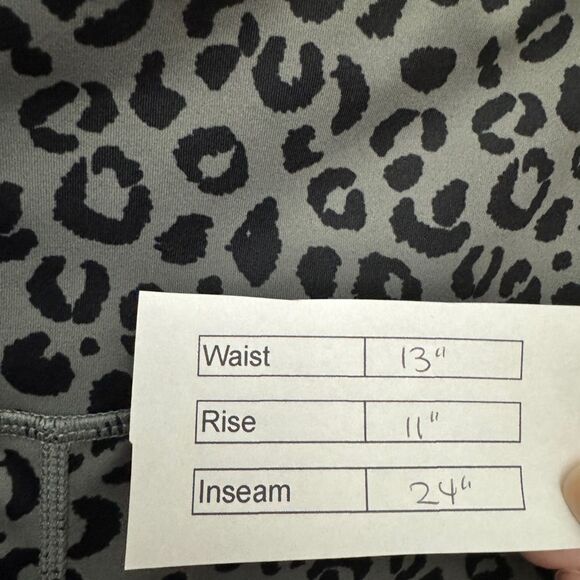 Waist 13"
Rise 11"
Inseam 24"